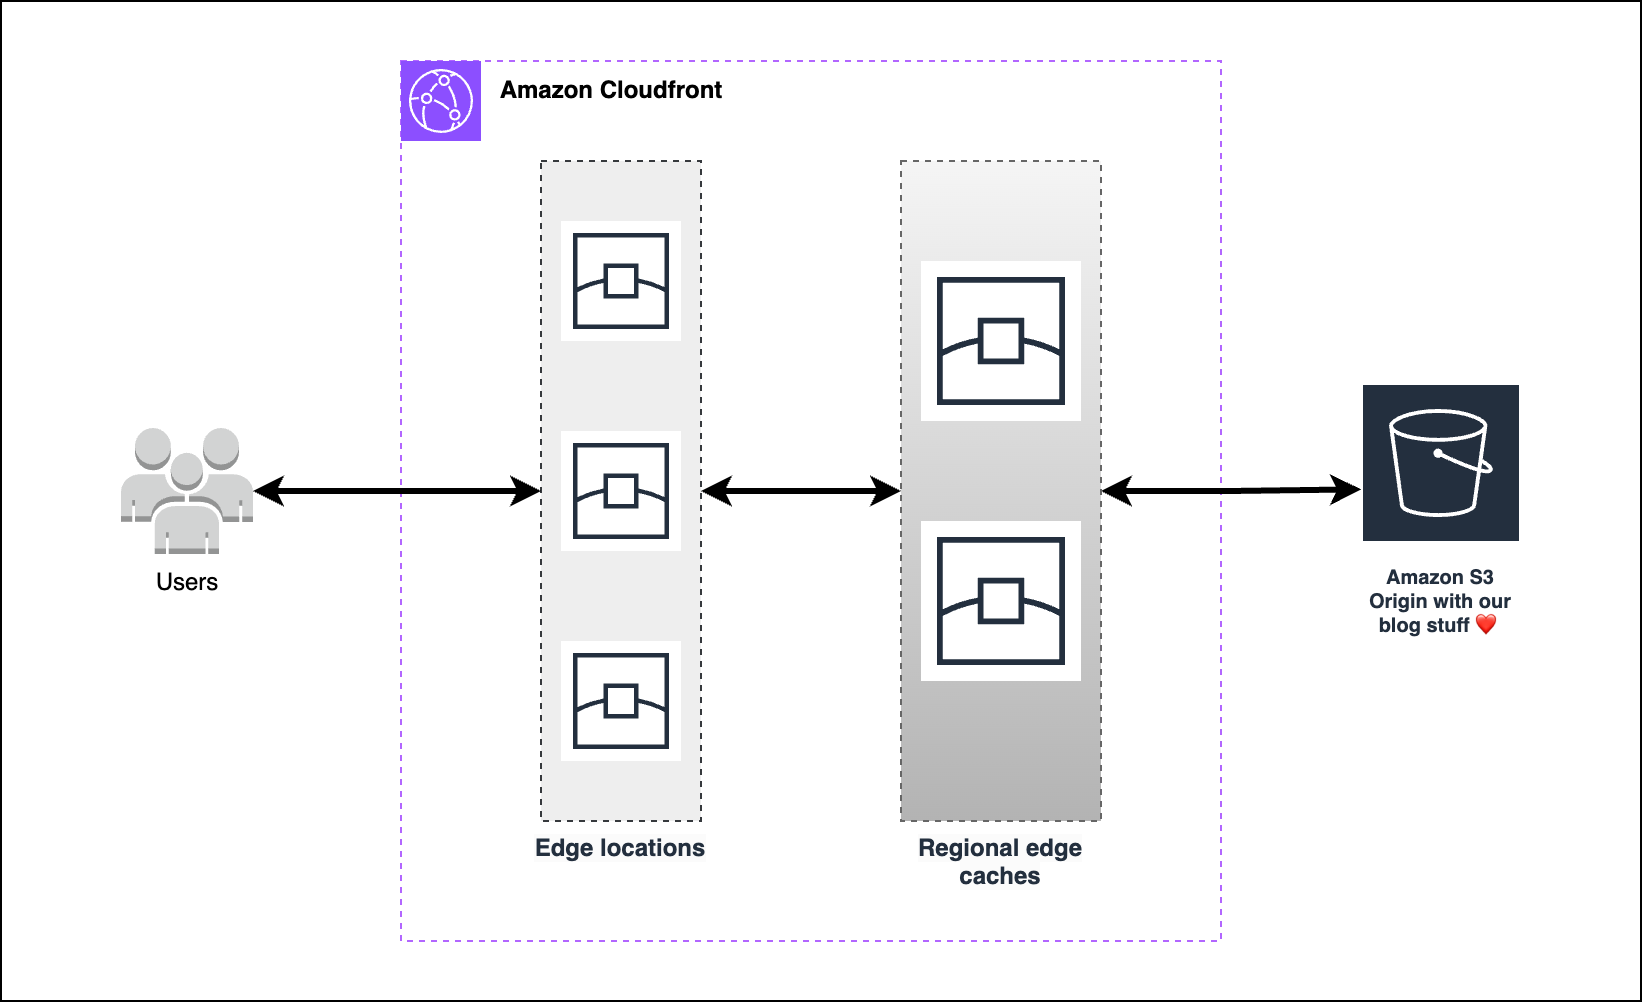 Amazon Cloudfront
Users
Edge locations
Regional edge
caches
Amazon S3
Origin with our
blog stuff ❤️